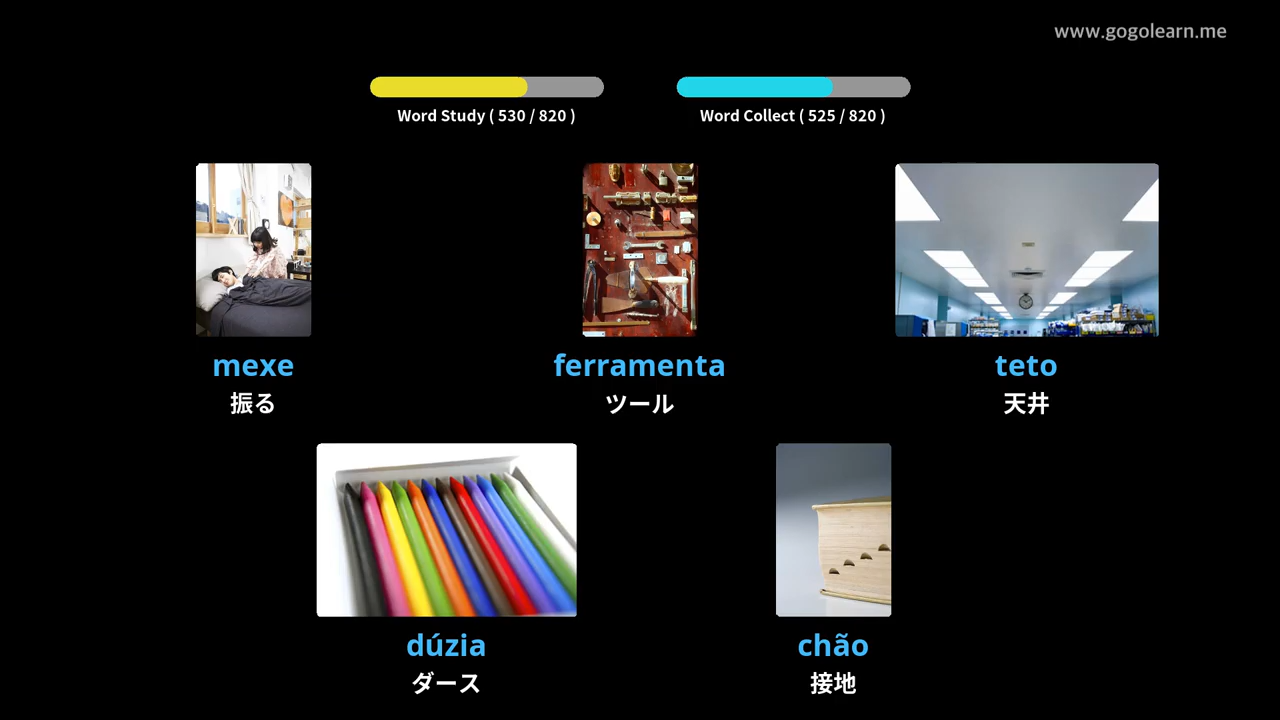 www.gogolearn.me
Word Study ( 530 / 820 )
Word Collect ( 525 / 820 )
mexe
振る
ferramenta
ツール
teto
天井
dúzia
ダース
chão
接地